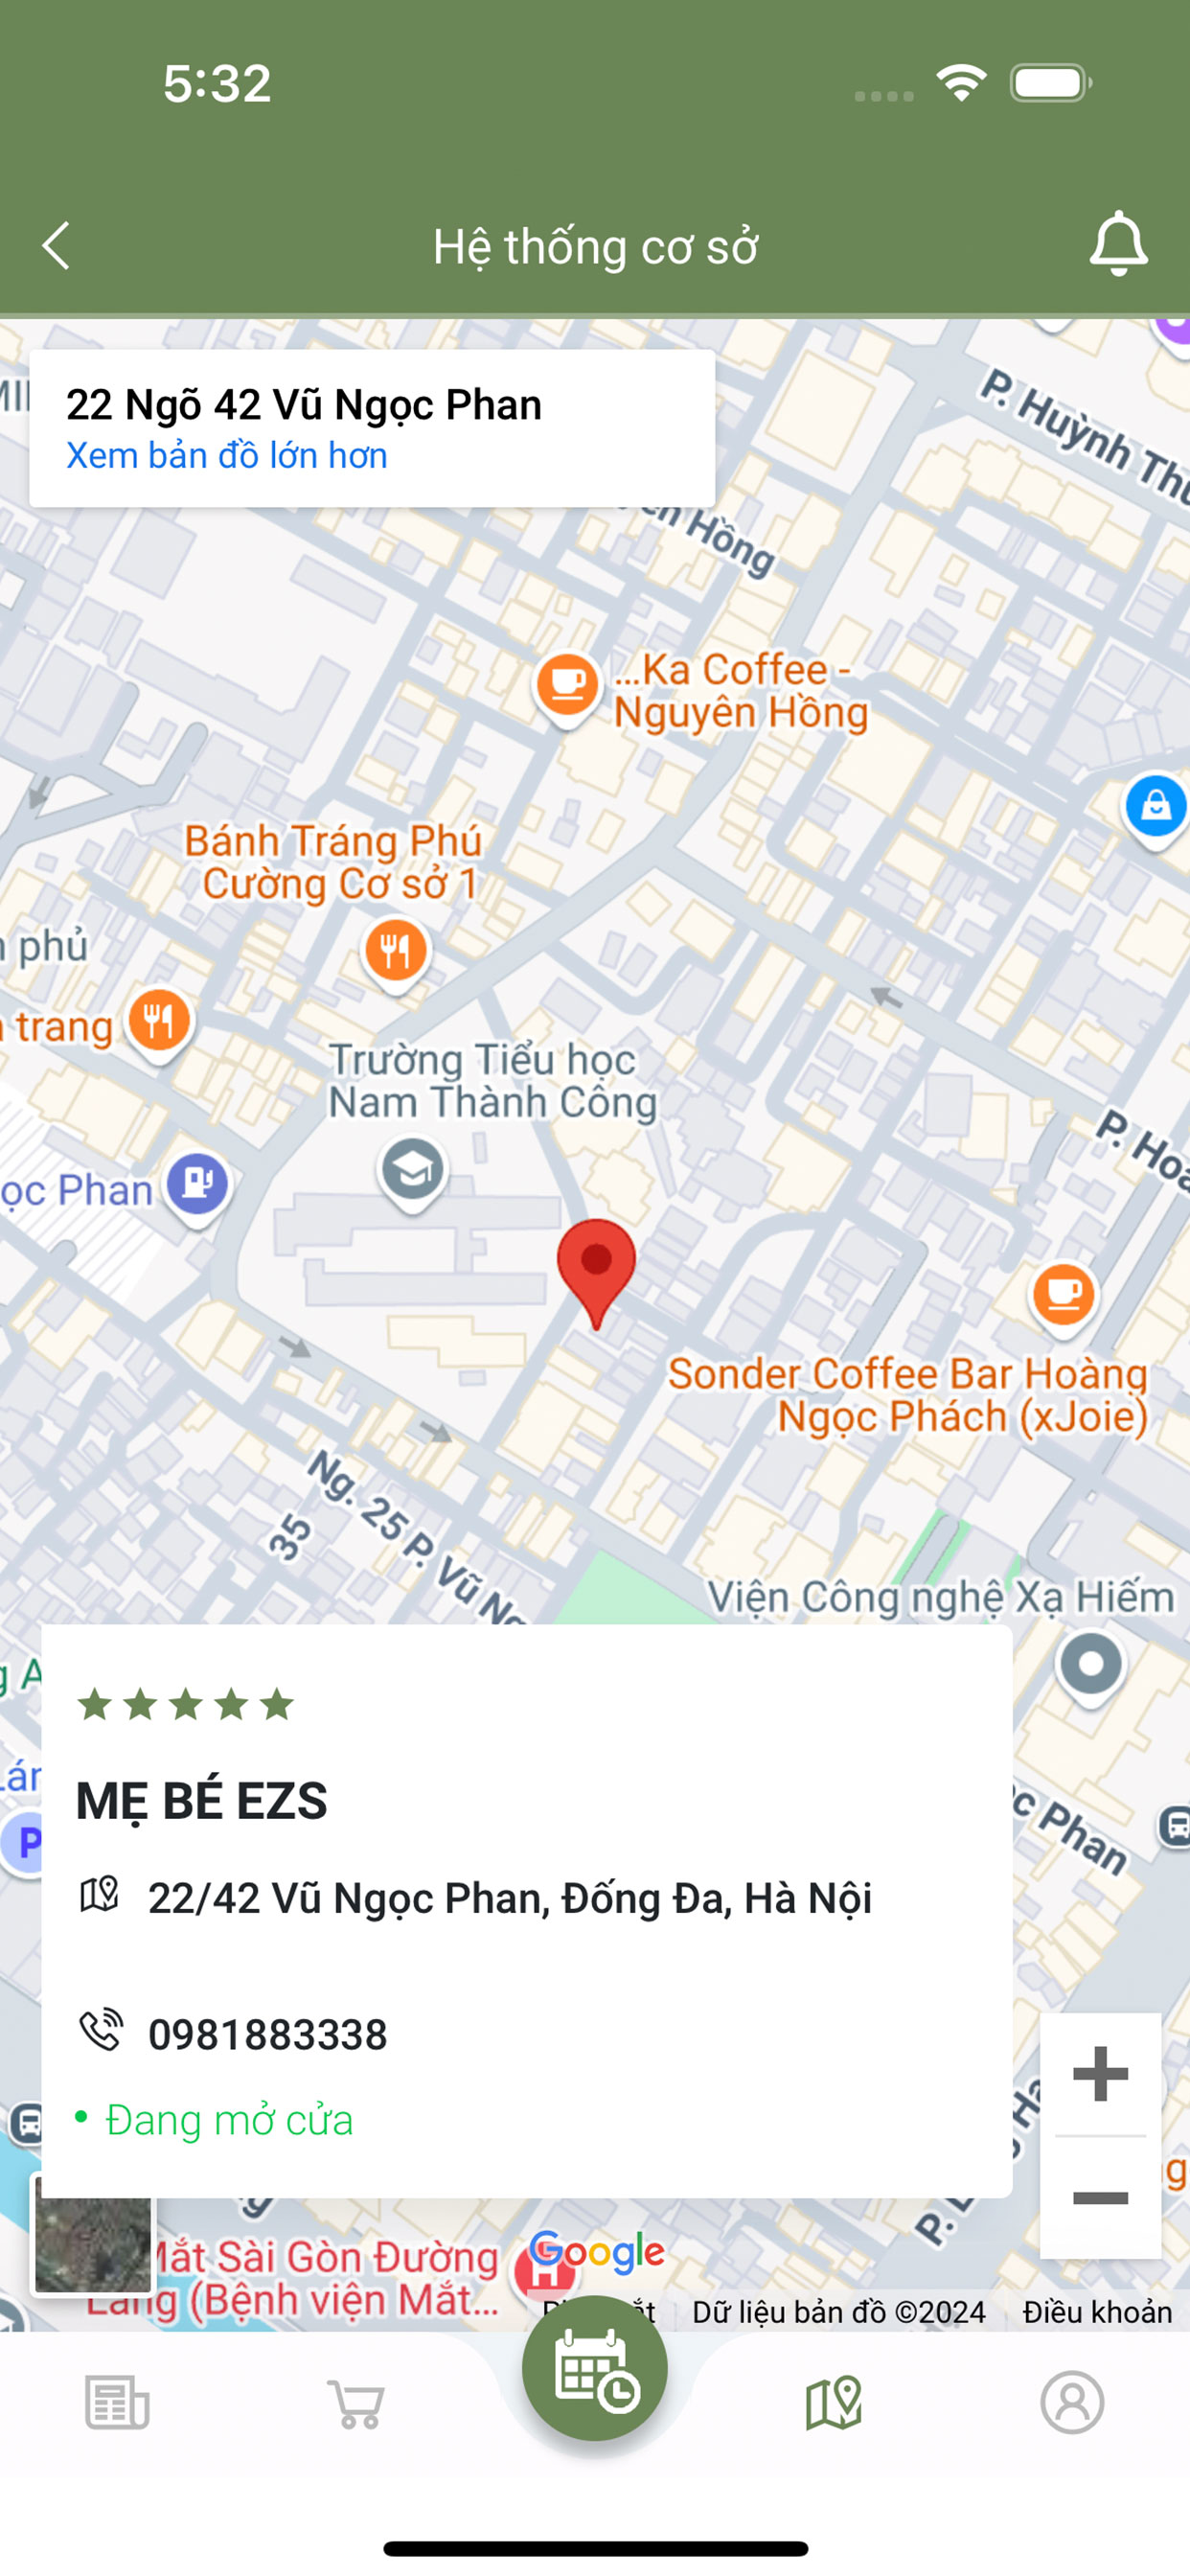 5:32
Hệ thống cơ sở
22 Ngõ 42 Vũ Ngọc Phan
Xem bản đồ lớn hơn
P. Huỳnh Thú
Hồng
...Ka Coffee -
Nguyên Hồng
Bánh Tráng Phú
Cường Cơ sở 1
phủ
trang
Trường Tiểu học
Nam Thành Công
ọc Phan
P. Hoà
Sonder Coffee Bar Hoàng
Ngọc Phách (xJoie)
Ng. 25 P. Vũ Ng
35
Viện Công nghệ Xạ Hiếm
MẸ BÉ EZS
22/42 Vũ Ngọc Phan, Đống Đa, Hà Nội
ọc Phan
P
0981883338
Đang mở cửa
Mắt Sài Gòn Đường
Láng (Bệnh viện Mắt...
Google
H
Dữ liệu bản đồ ©2024
Điều khoản